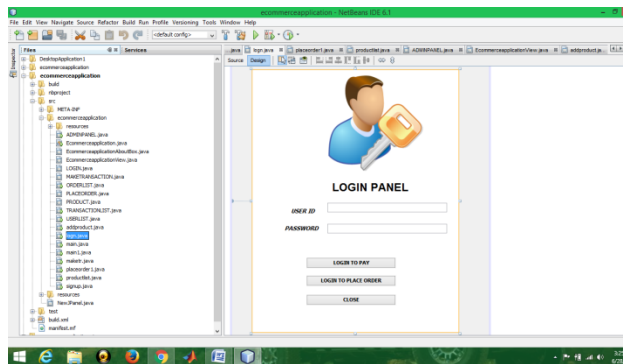 ecommerceapplication - NetBeans IDE 6.1
File Edit View Navigate Source Refactor Build Run Profile Versioning Tools Window Help
<default config>
Files
Services
.java
login.java
placeorder1.java
productlist.java
ADMINPANEL.java
EcommerceapplicationView.java
addproduct.ja...
Source
Design
Inspector
DesktopApplication1
ecommerceapplication
ecommerceapplication
build
nbproject
src
META-INF
ecommerceapplication
resources
ADMINPANEL.java
Ecommerceapplication.java
EcommerceapplicationAboutBox.java
EcommerceapplicationView.java
LOGIN.java
MAKETRANSACTION.java
ORDERLIST.java
PLACEORDER.java
PRODUCT.java
TRANSACTIONLIST.java
USERLIST.java
addproduct.java
login.java
main.java
main1.java
maketr.java
placeorder1.java
productlist.java
signup.java
resources
NewJPanel.java
test
build.xml
manifest.mf
LOGIN PANEL
USER ID
PASSWORD
LOGIN TO PAY
LOGIN TO PLACE ORDER
CLOSE